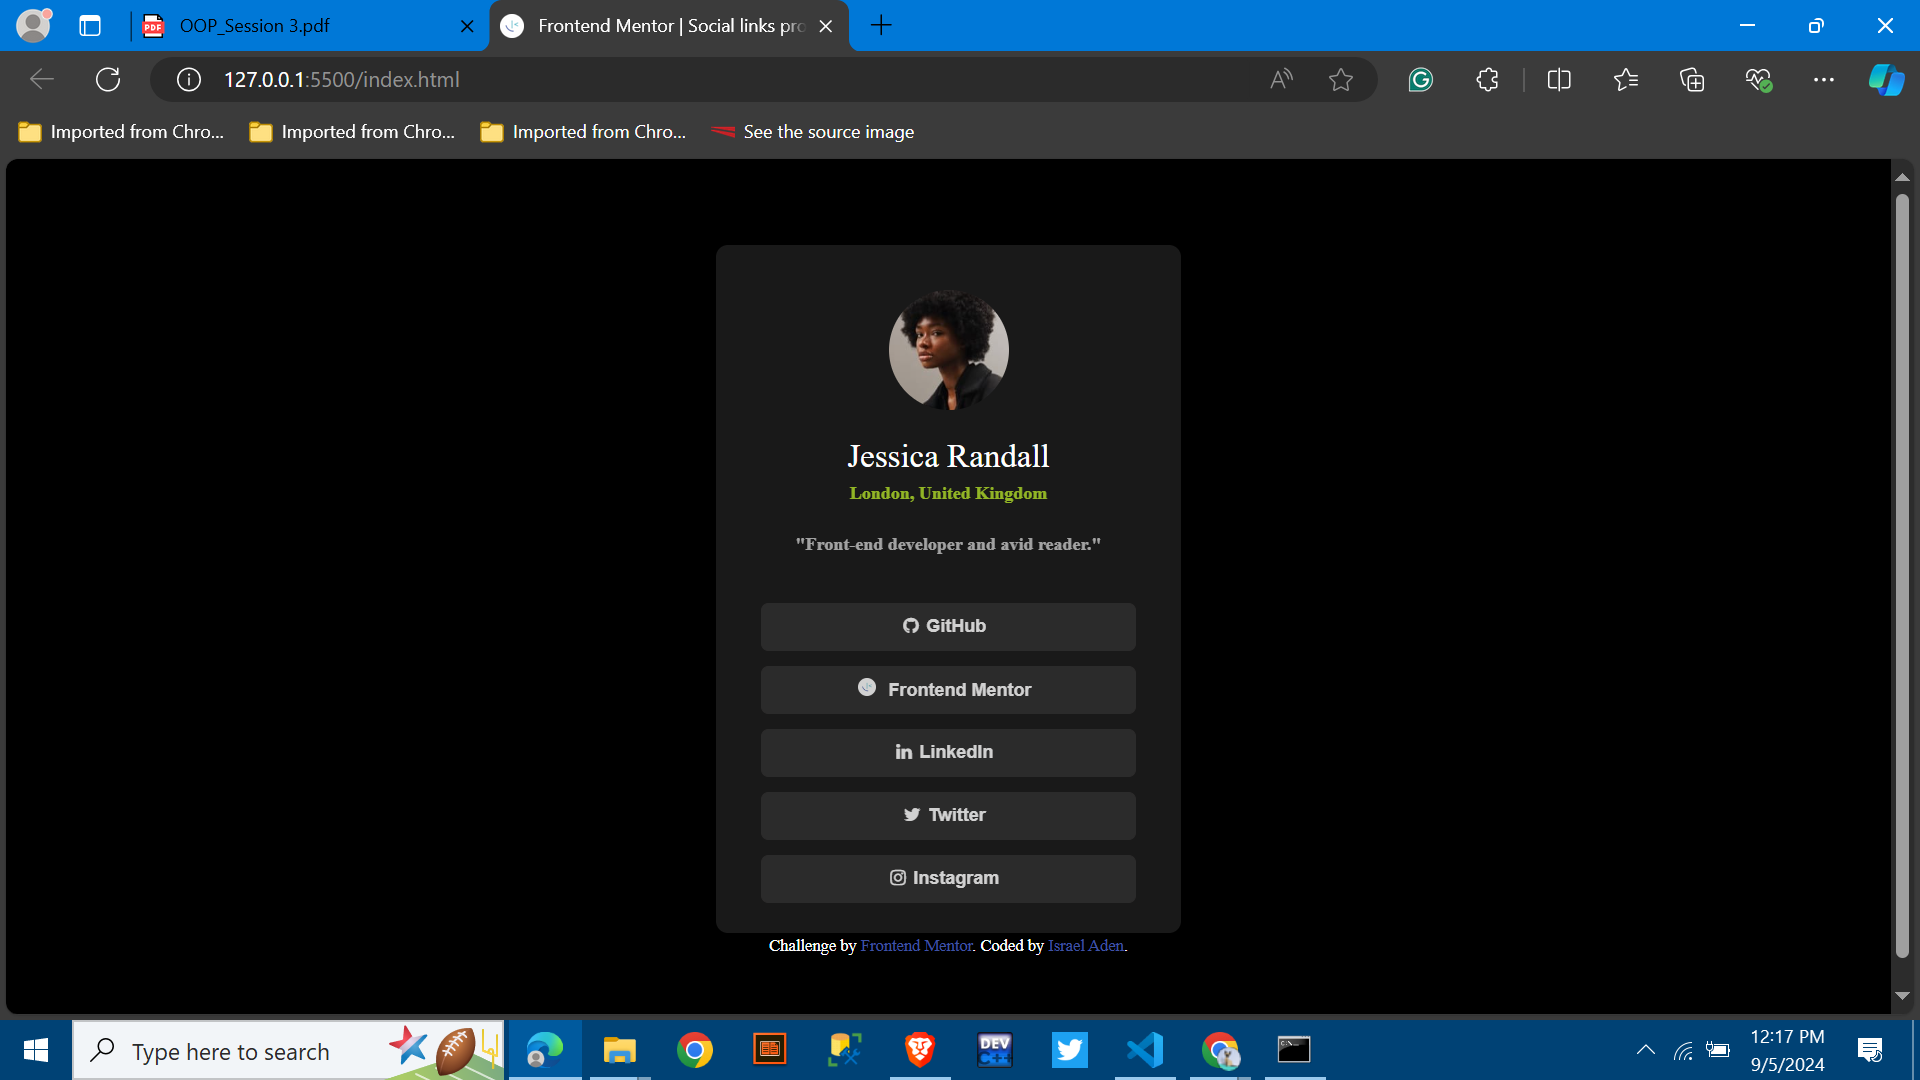 OOP_Session 3.pdf
Frontend Mentor | Social links pro
127.0.0.1:5500/index.html
Imported from Chro...
Imported from Chro...
Imported from Chro...
See the source image
Jessica Randall
London, United Kingdom
"Front-end developer and avid reader."
GitHub
Frontend Mentor
LinkedIn
Twitter
Instagram
Challenge by Frontend Mentor. Coded by Israel Aden.
Type here to search
DEV
C++
12:17 PM
9/5/2024